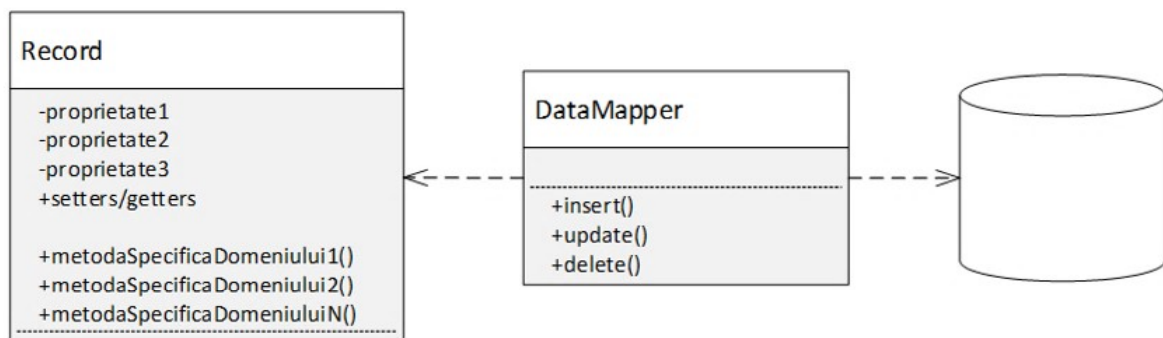 Record
-proprietate1
-proprietate2
-proprietate3
+setters/getters
+metodaSpecificaDomeniului1()
+metodaSpecificaDomeniului2()
+metodaSpecificaDomeniuluiN()
DataMapper
+insert()
+update()
+delete()